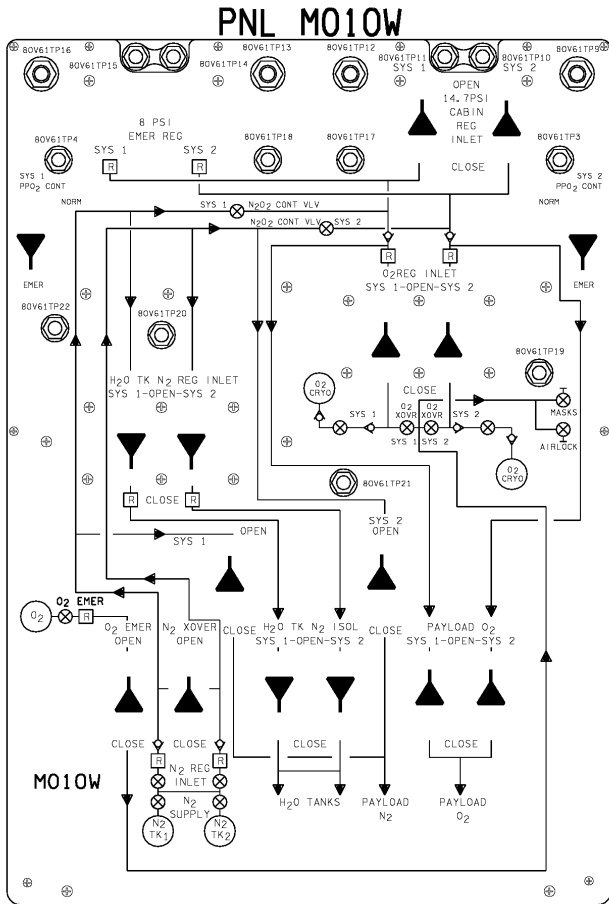 PNL MO10W
80V61TP16
80V61TP15
80V61TP14
80V61TP13
80V61TP12
80V61TP11
SYS 1
80V61TP10
SYS 2
80V61TP9
OPEN
14.7PSI
CABIN
REG
INLET
CLOSE
8 PSI
EMER REG
SYS 1
SYS 2
R
R
80V61TP4
80V61TP18
80V61TP17
80V61TP3
SYS 1
PPO2 CONT
SYS 2
PPO2 CONT
NORM
NORM
EMER
EMER
SYS 1
N2O2 CONT VLV
N2O2 CONT VLV
SYS 2
R
R
O2REG INLET
SYS 1-OPEN-SYS 2
80V61TP22
80V61TP20
80V61TP19
H2O TK N2 REG INLET
SYS 1-OPEN-SYS 2
CLOSE
O2
CRYO
SYS 1
O2
XOVR
O2
XOVR
SYS 2
SYS 1
SYS 2
MASKS
AIRLOCK
O2
CRYO
80V61TP21
R
CLOSE
R
SYS 1
OPEN
SYS 2
OPEN
O2
O2 EMER
R
O2 EMER
OPEN
N2 XOVER
OPEN
CLOSE
H2O TK N2 ISOL
SYS 1-OPEN-SYS 2
CLOSE
PAYLOAD O2
SYS 1-OPEN-SYS 2
CLOSE
CLOSE
CLOSE
CLOSE
R
R
N2 REG
INLET
N2
SUPPLY
N2
TK1
N2
TK2
H2O TANKS
PAYLOAD
N2
PAYLOAD
O2
MO10W